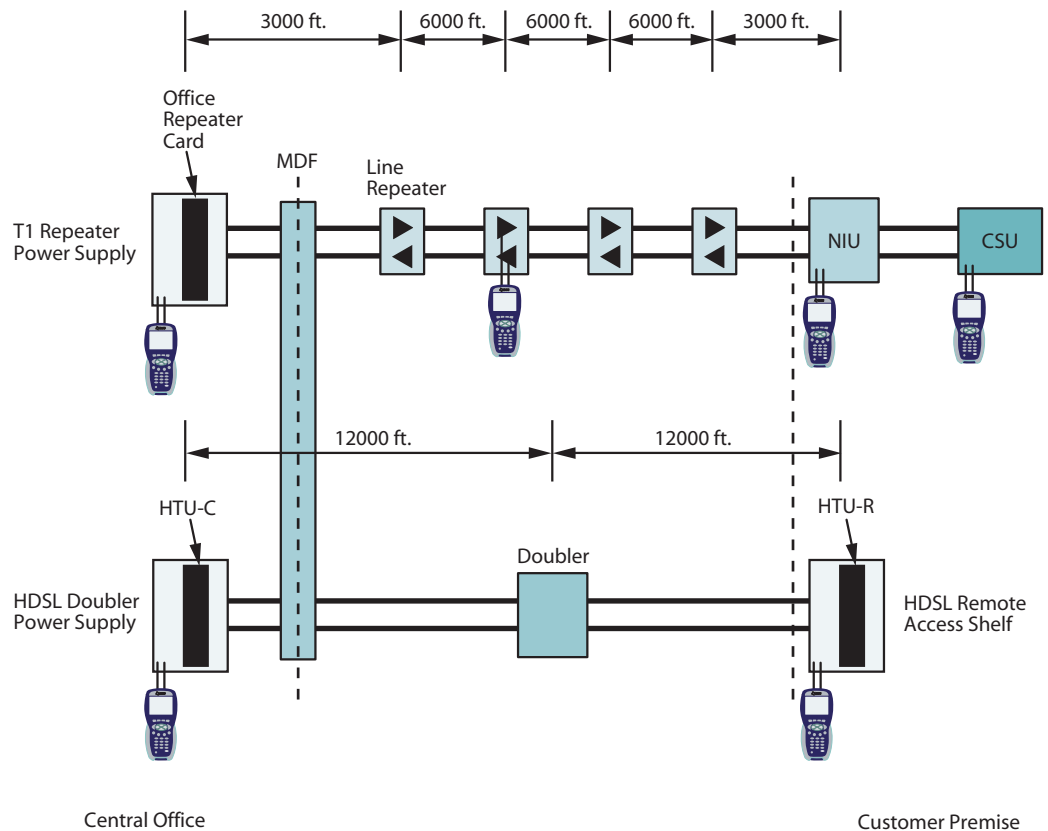 3000 ft.
6000 ft.
6000 ft.
6000 ft.
3000 ft.
Office
Repeater
Card
MDF
Line
Repeater
T1 Repeater
Power Supply
NIU
CSU
12000 ft.
12000 ft.
HTU-C
HTU-R
Doubler
HDSL Doubler
Power Supply
HDSL Remote
Access Shelf
Central Office
Customer Premise